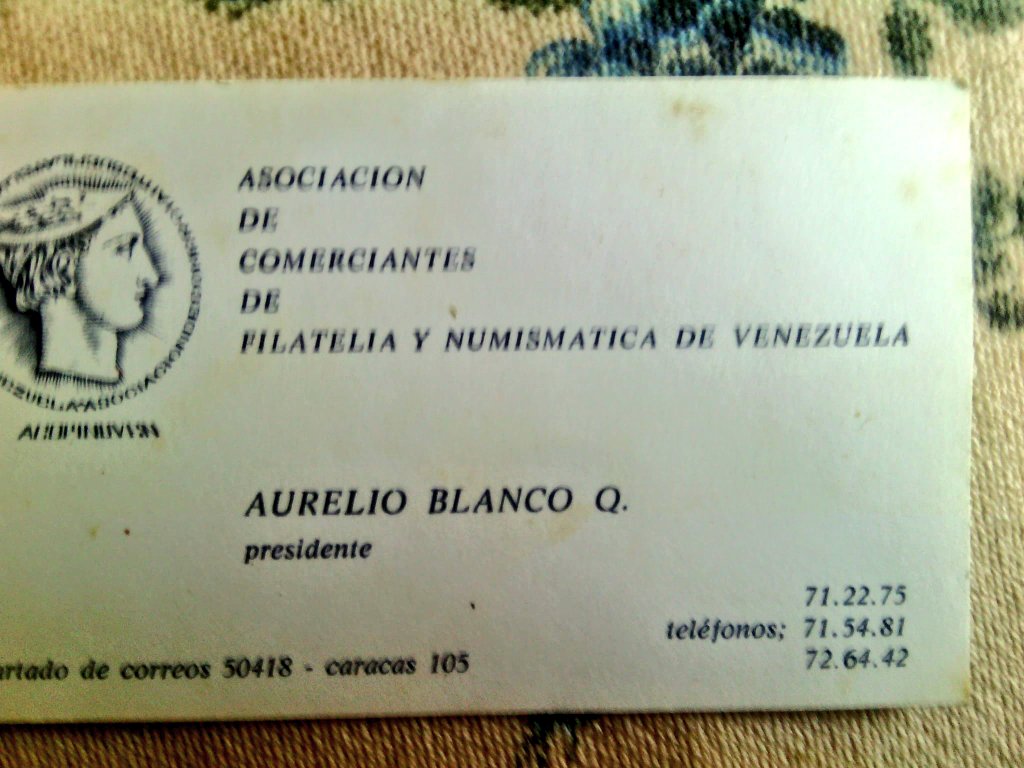 ASOCIACION
DE
COMERCIANTES
DE
FILATELIA Y NUMISMATICA DE VENEZUELA
AURELIO BLANCO Q.
presidente
71.22.75
teléfonos; 71.54.81
72.64.42
artado de correos 50418 - caracas 105